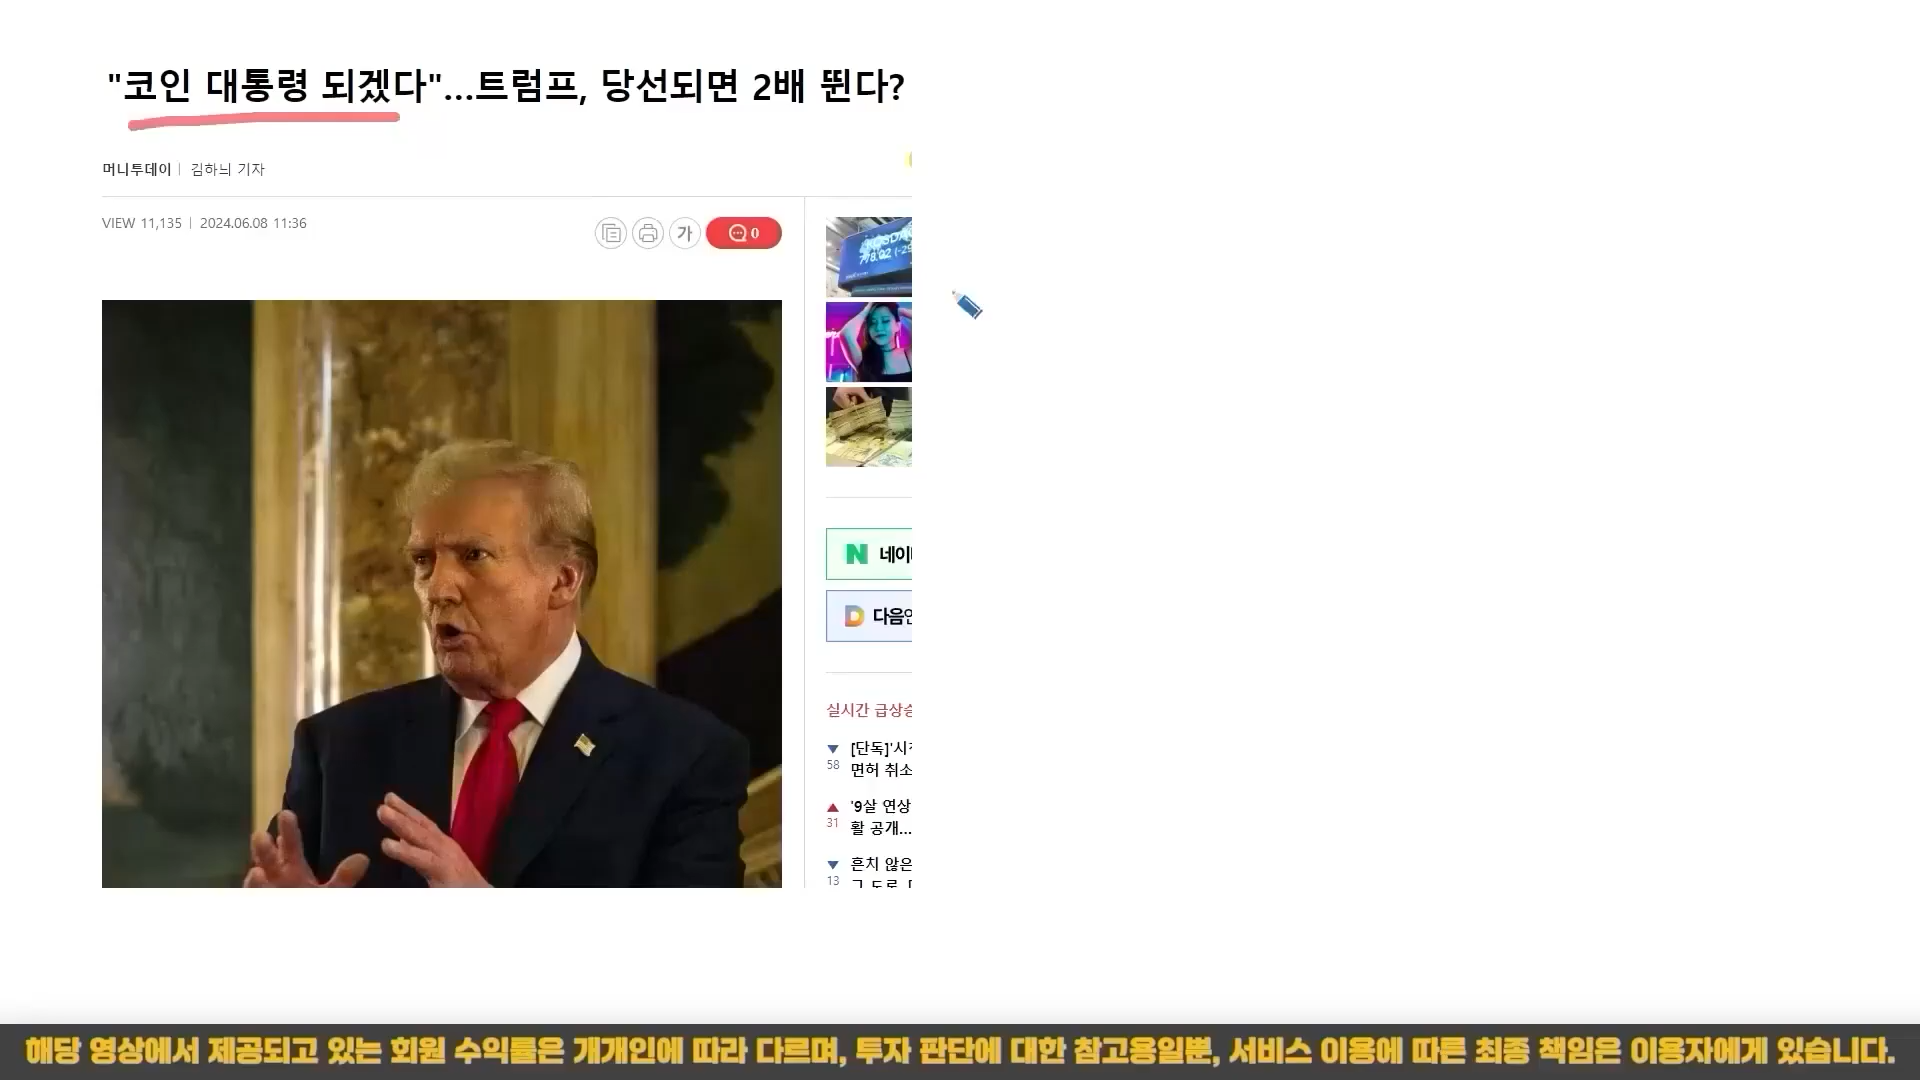 "코인 대통령 되겠다"...트럼프, 당선되면 2배 뛴다?
머니투데이 | 김하늬 기자
VIEW 11,135 | 2024.06.08 11:36
가
0
네이
다음
실시간 급상승
[단독]'시
58
면허 취소
'9살 연상
31
활 공개...
흔치 않은
13
그 도로
해당 영상에서 제공되고 있는 회원 수익률은 개개인에 따라 다르며, 투자 판단에 대한 참고용일뿐, 서비스 이용에 따른 최종 책임은 이용자에게 있습니다.